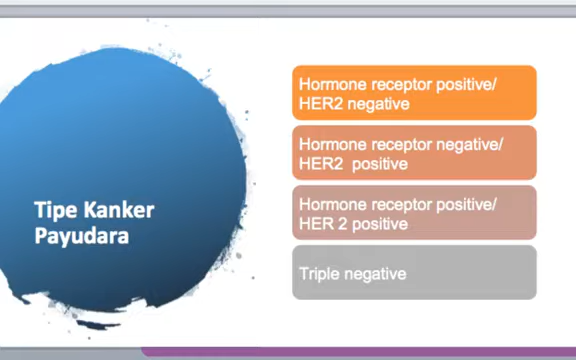 Tipe Kanker
Payudara
Hormone receptor positive/
HER2 negative
Hormone receptor negative/
HER2 positive
Hormone receptor positive/
HER 2 positive
Triple negative